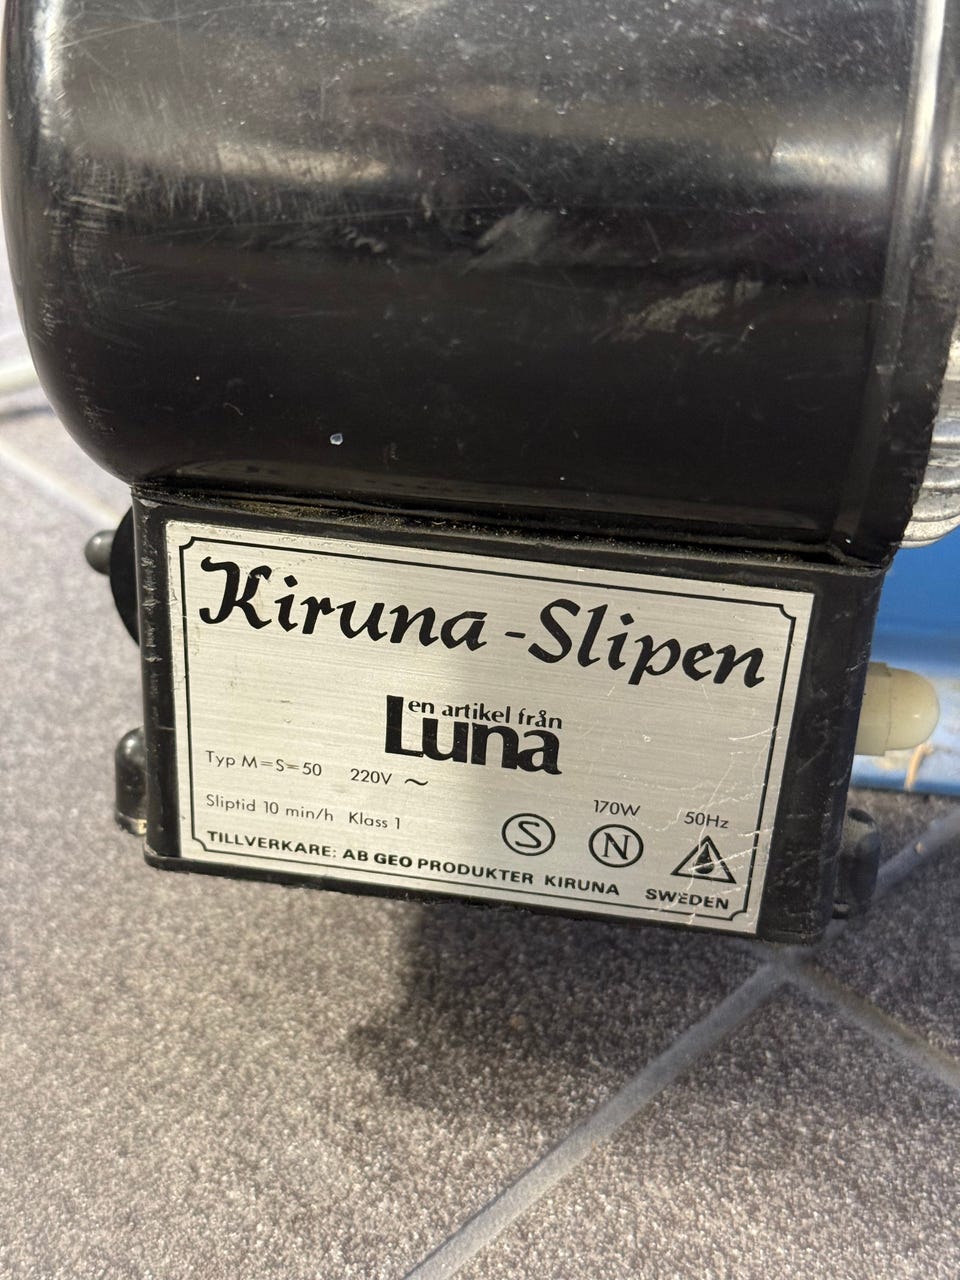 Kiruna-Slipen
en artikel från
Luna
Typ M=S=50 220V ~
Sliptid 10 min/h Klass 1
170W 50Hz
S N
TILLVERKARE: AB GEO PRODUKTER KIRUNA SWEDEN